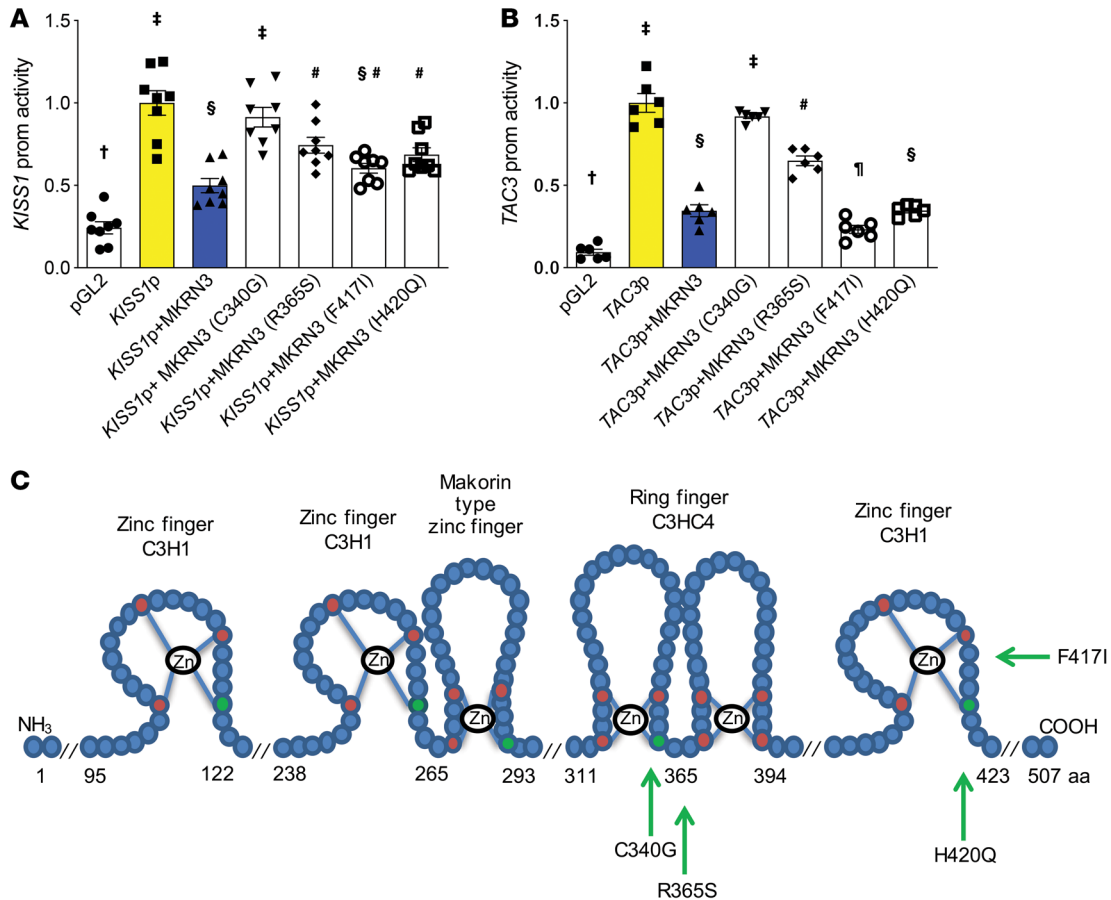 A
KISS1 prom activity
1.5
1.0
0.5
0.0
†
‡
§
‡
#
§ #
#
pGL2
KISS1p
KISS1p+MKRN3
KISS1p+ MKRN3 (C340G)
KISS1p+MKRN3 (R365S)
KISS1p+MKRN3 (F417I)
KISS1p+MKRN3 (H420Q)
B
TAC3 prom activity
1.5
1.0
0.5
0.0
†
‡
§
‡
#
¶
§
pGL2
TAC3p
TAC3p+MKRN3
TAC3p+MKRN3 (C340G)
TAC3p+MKRN3 (R365S)
TAC3p+MKRN3 (F417I)
TAC3p+MKRN3 (H420Q)
C
Zinc finger
C3H1
Zinc finger
C3H1
Makorin
type
zinc finger
Ring finger
C3HC4
Zinc finger
C3H1
Zn
Zn
Zn
Zn
Zn
Zn
F417I
NH3
COOH
1
//
95
122
//
238
265
293
//
311
365
394
//
423
//
507 aa
C340G
R365S
H420Q